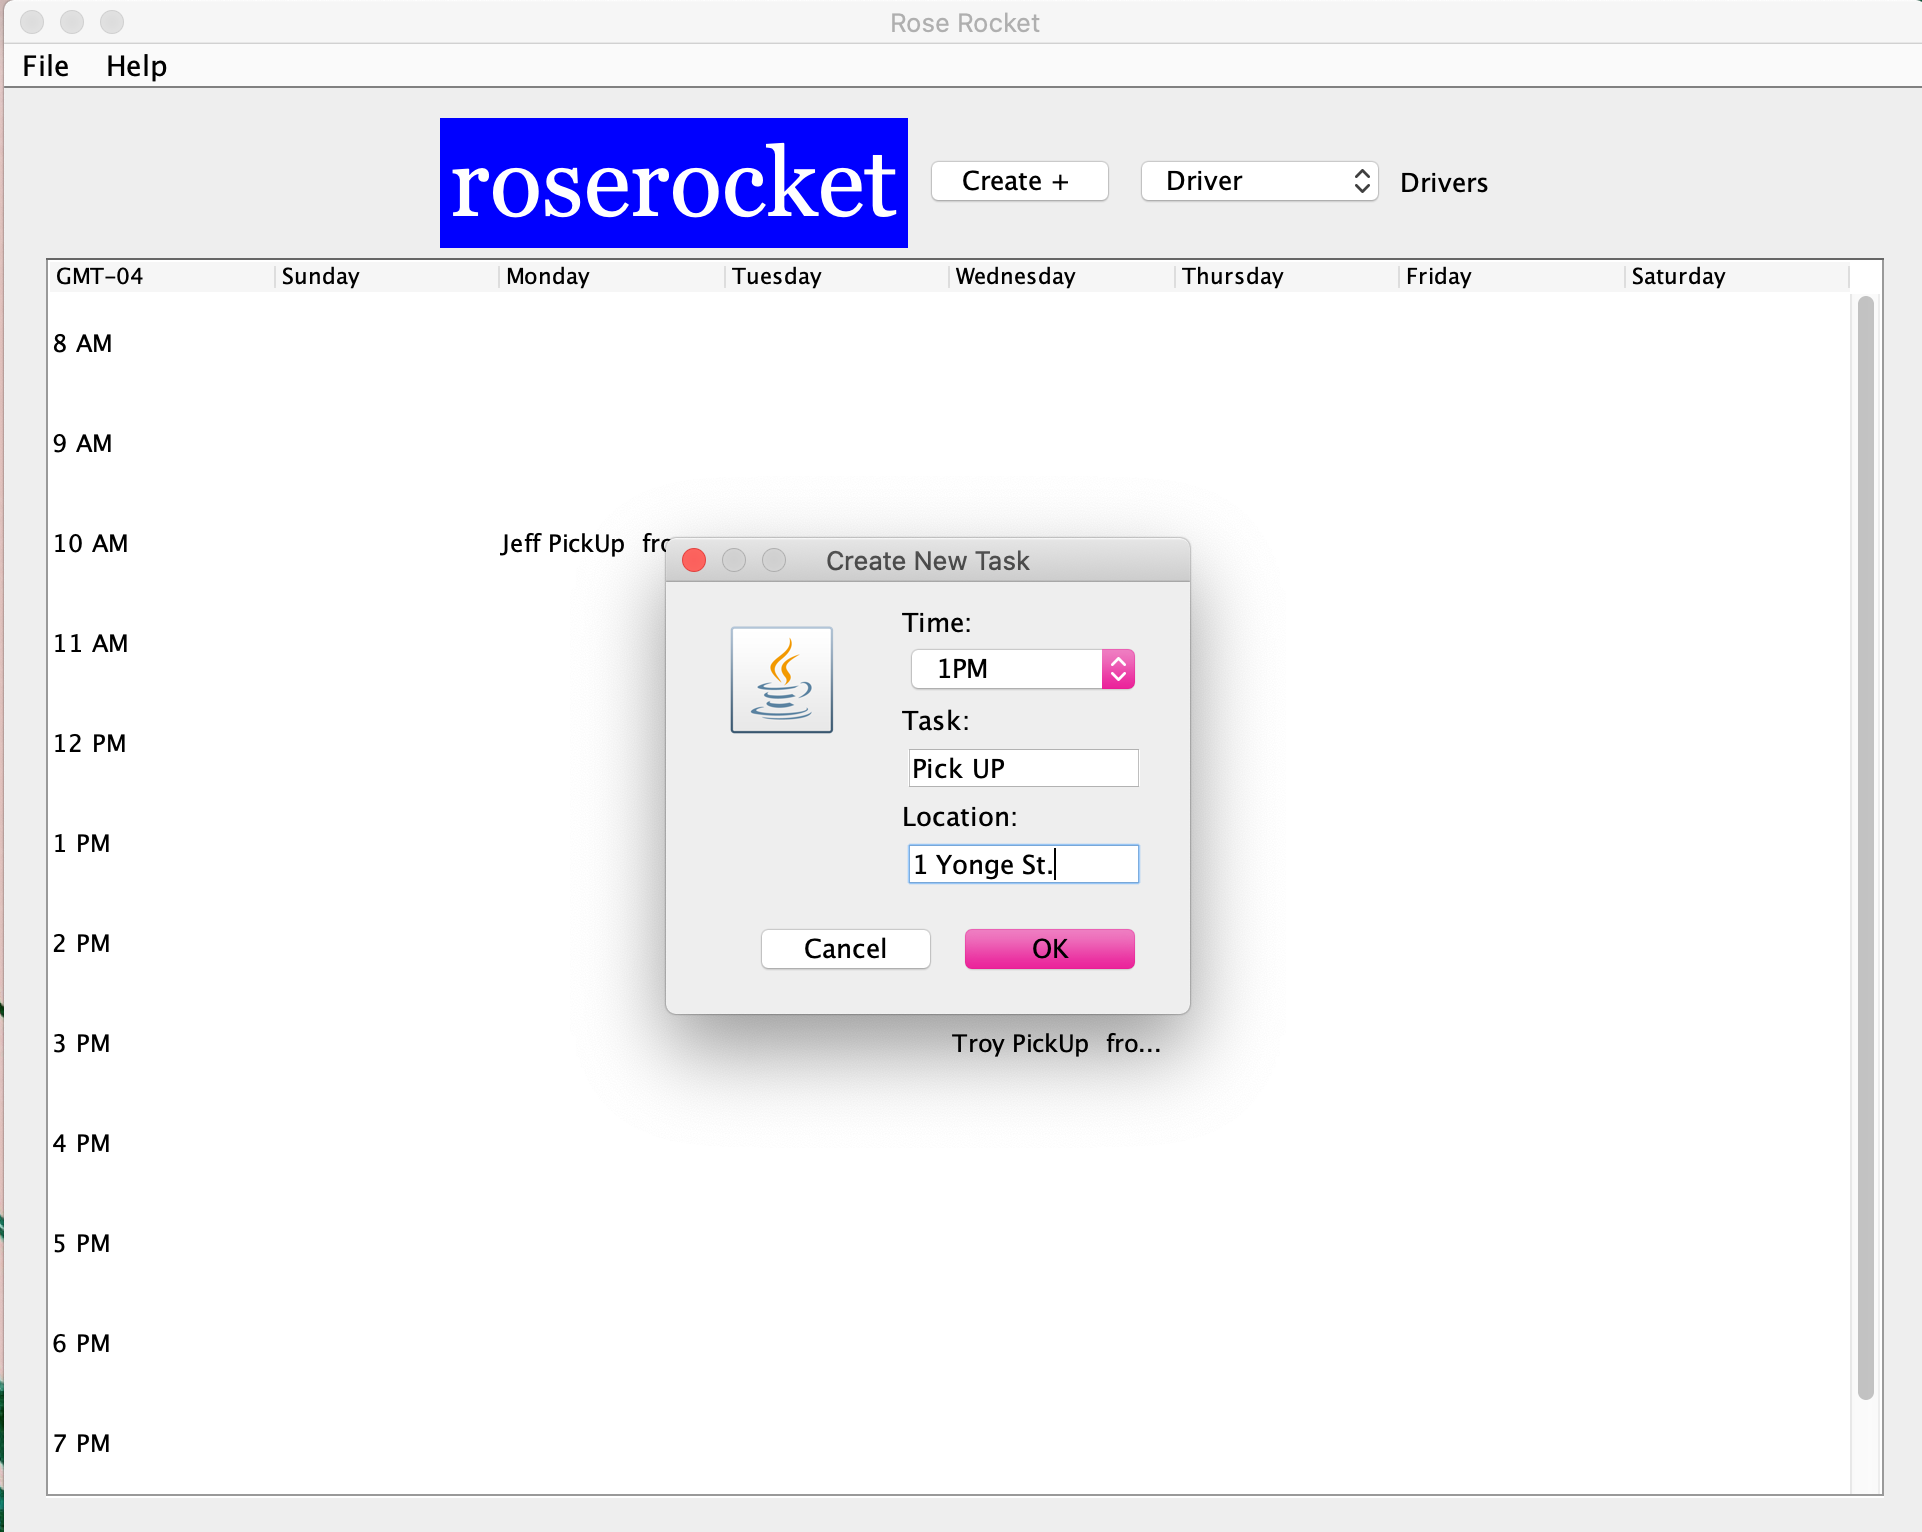 Rose Rocket
File Help
roserocket Create + Driver Drivers
GMT-04 Sunday Monday Tuesday Wednesday Thursday Friday Saturday
8 AM
9 AM
10 AM Jeff PickUp fro
11 AM
12 PM
1 PM
2 PM
3 PM Troy PickUp fro...
4 PM
5 PM
6 PM
7 PM
Create New Task
Time:
1PM
Task:
Pick UP
Location:
1 Yonge St.
Cancel OK